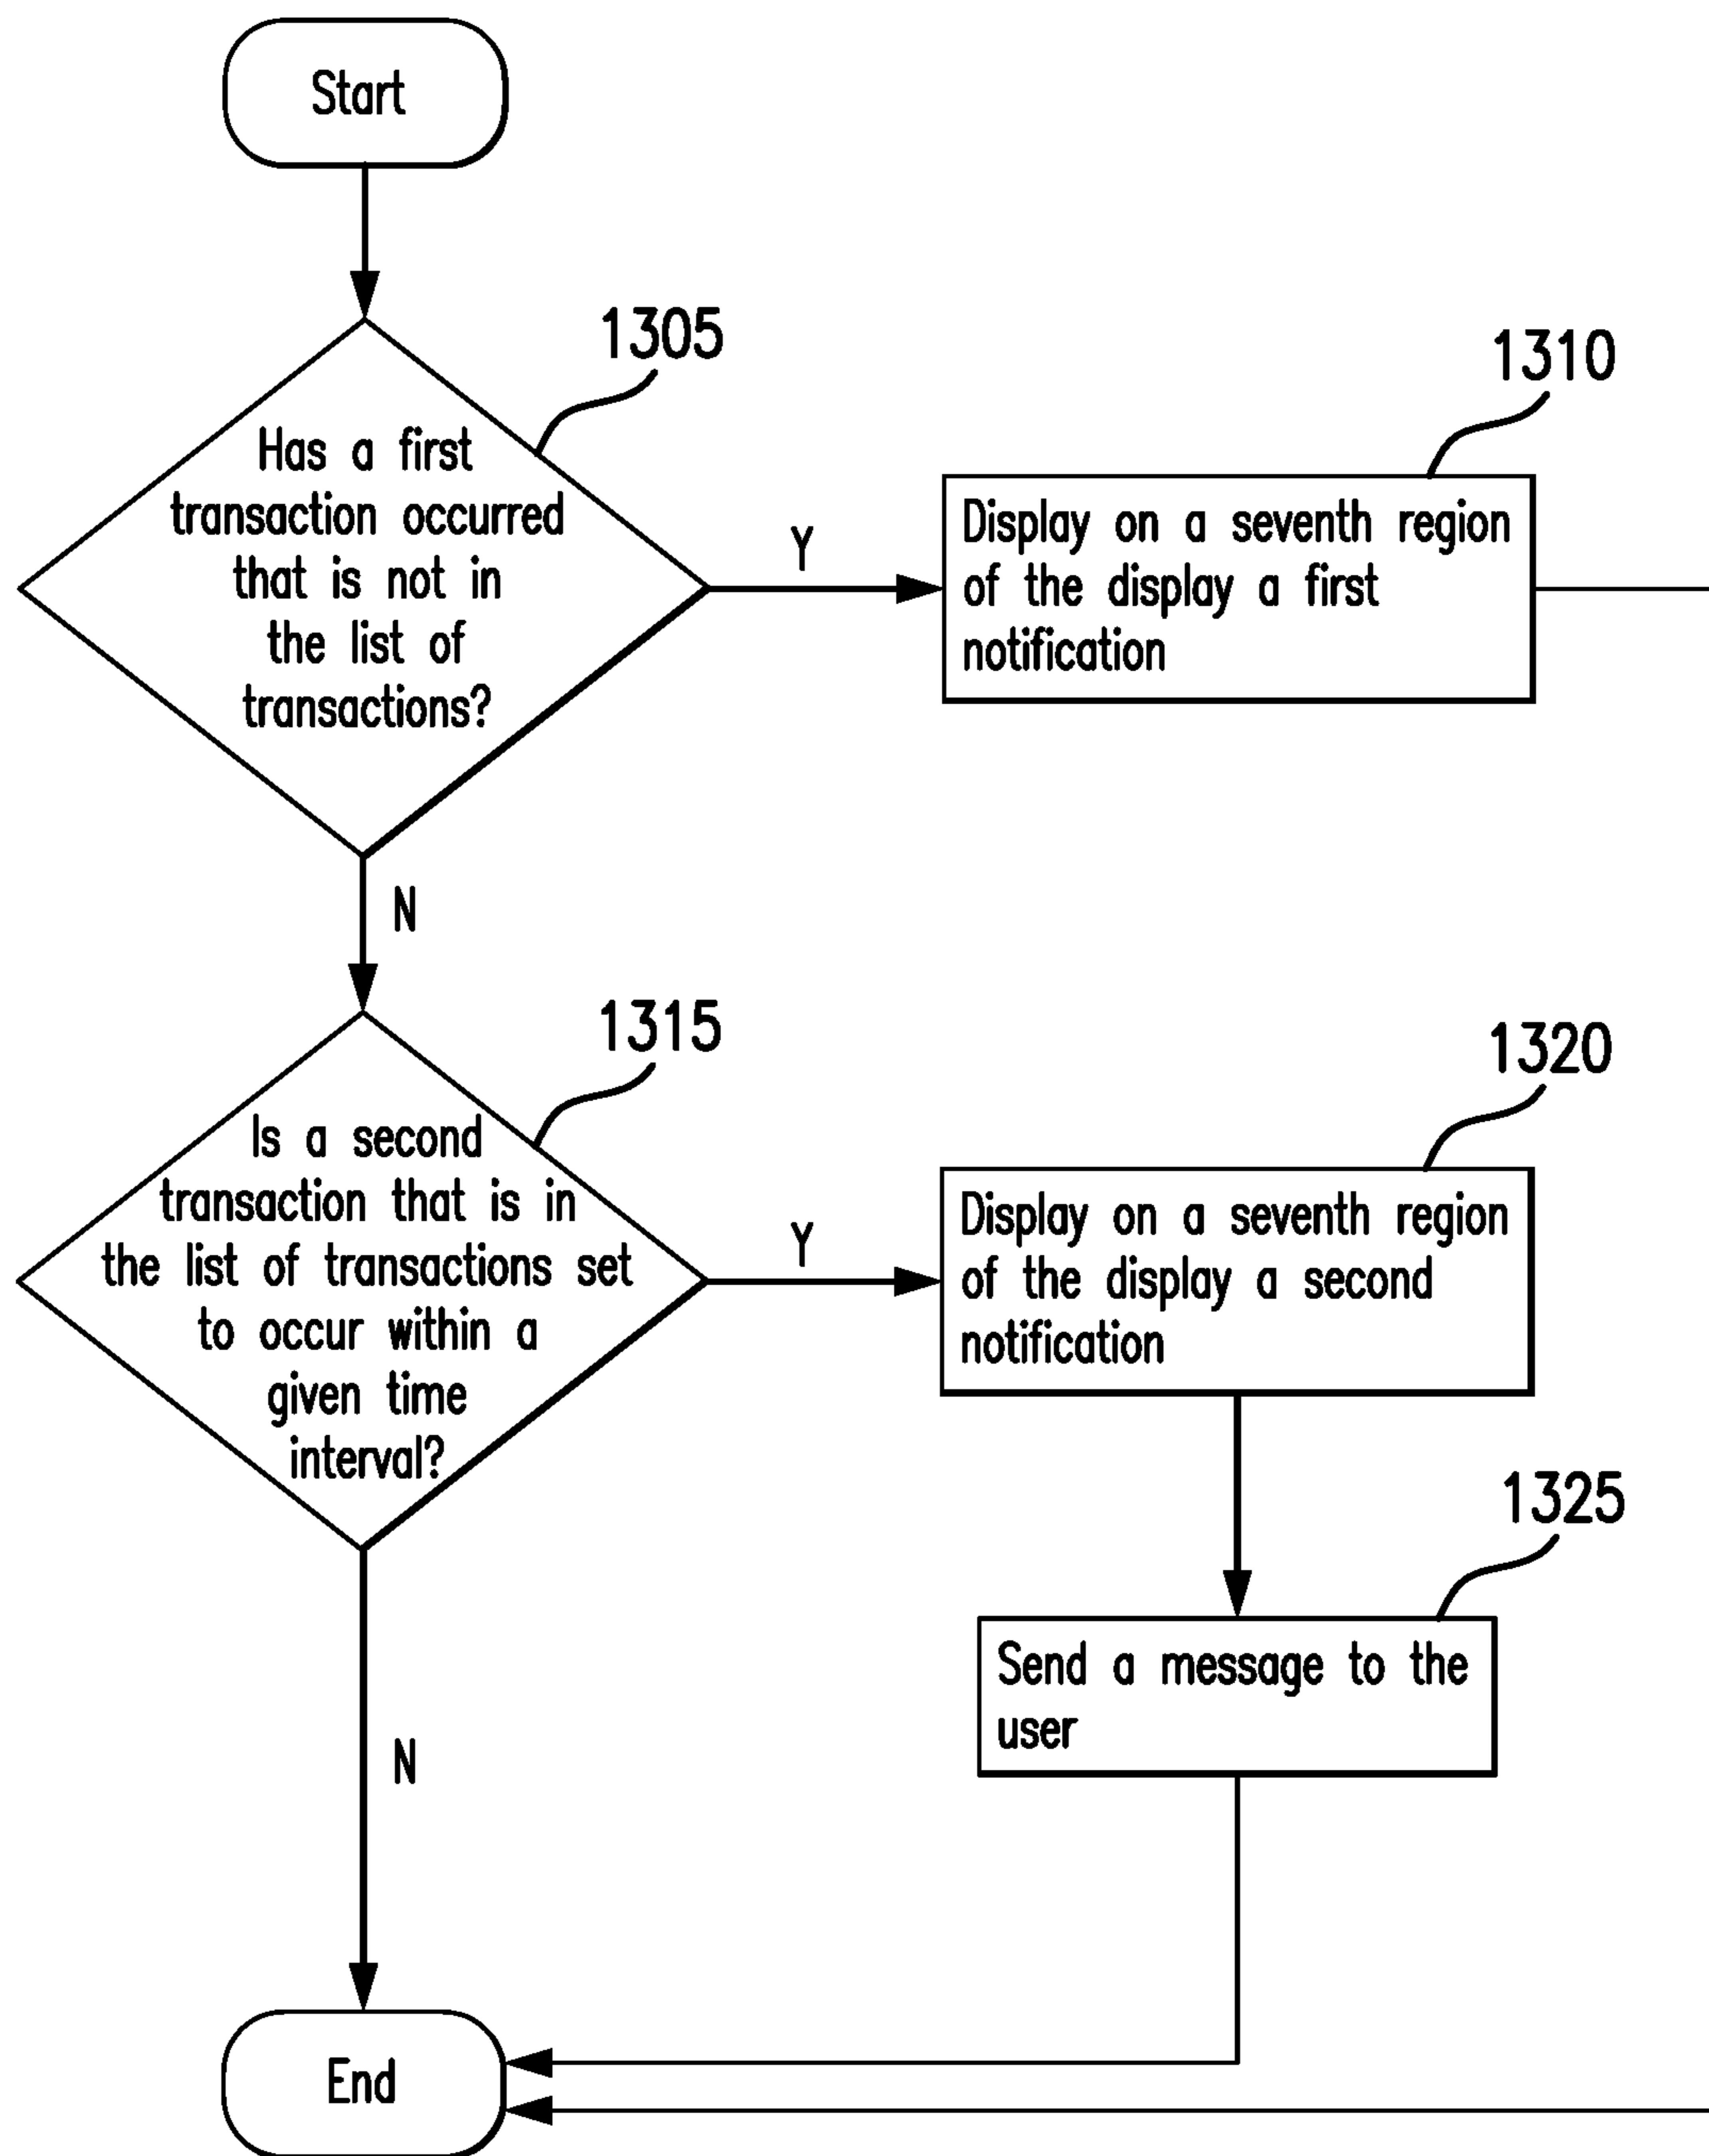 Start
1305
Has a first
transaction occurred
that is not in
the list of
transactions?
Y
1310
Display on a seventh region
of the display a first
notification
N
1315
Is a second
transaction that is in
the list of transactions set
to occur within a
given time
interval?
Y
1320
Display on a seventh region
of the display a second
notification
1325
Send a message to the
user
N
End